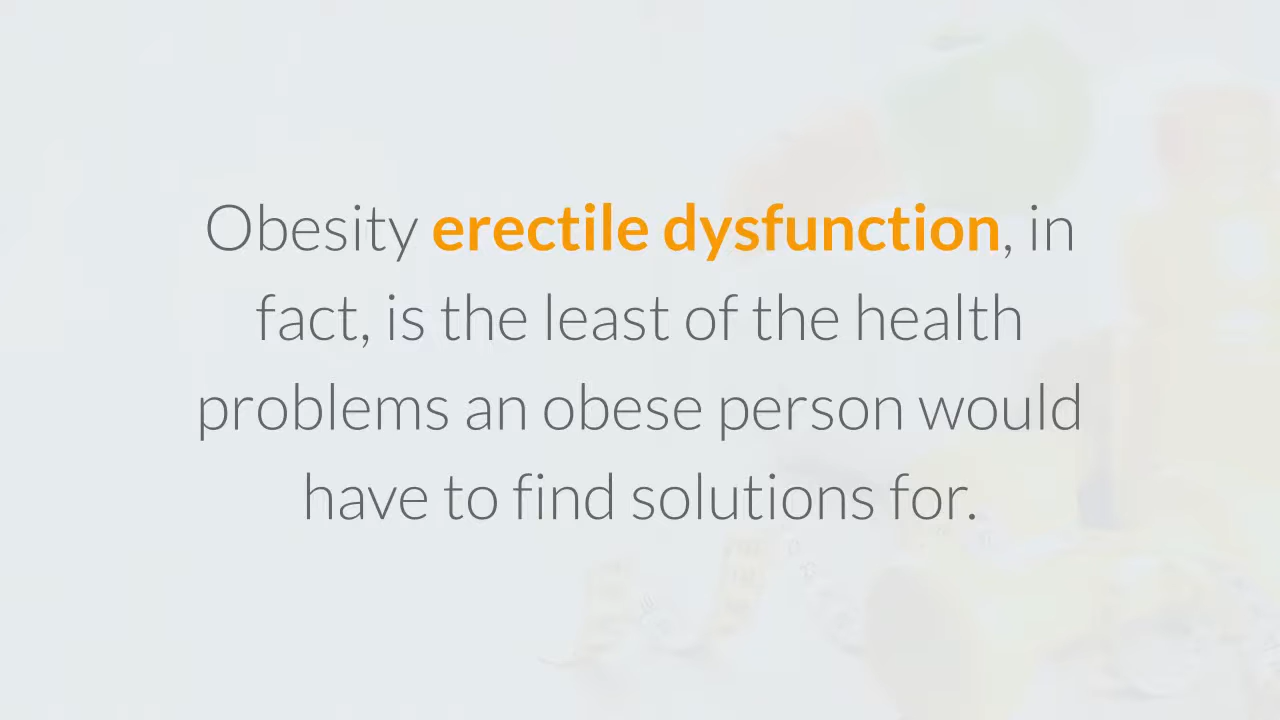 Obesity erectile dysfunction, in
fact, is the least of the health
problems an obese person would
have to find solutions for.